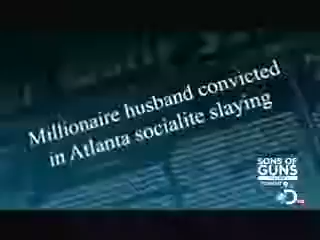 Millionaire husband convicted
in Atlanta socialite slaying
SONS OF
GUNS